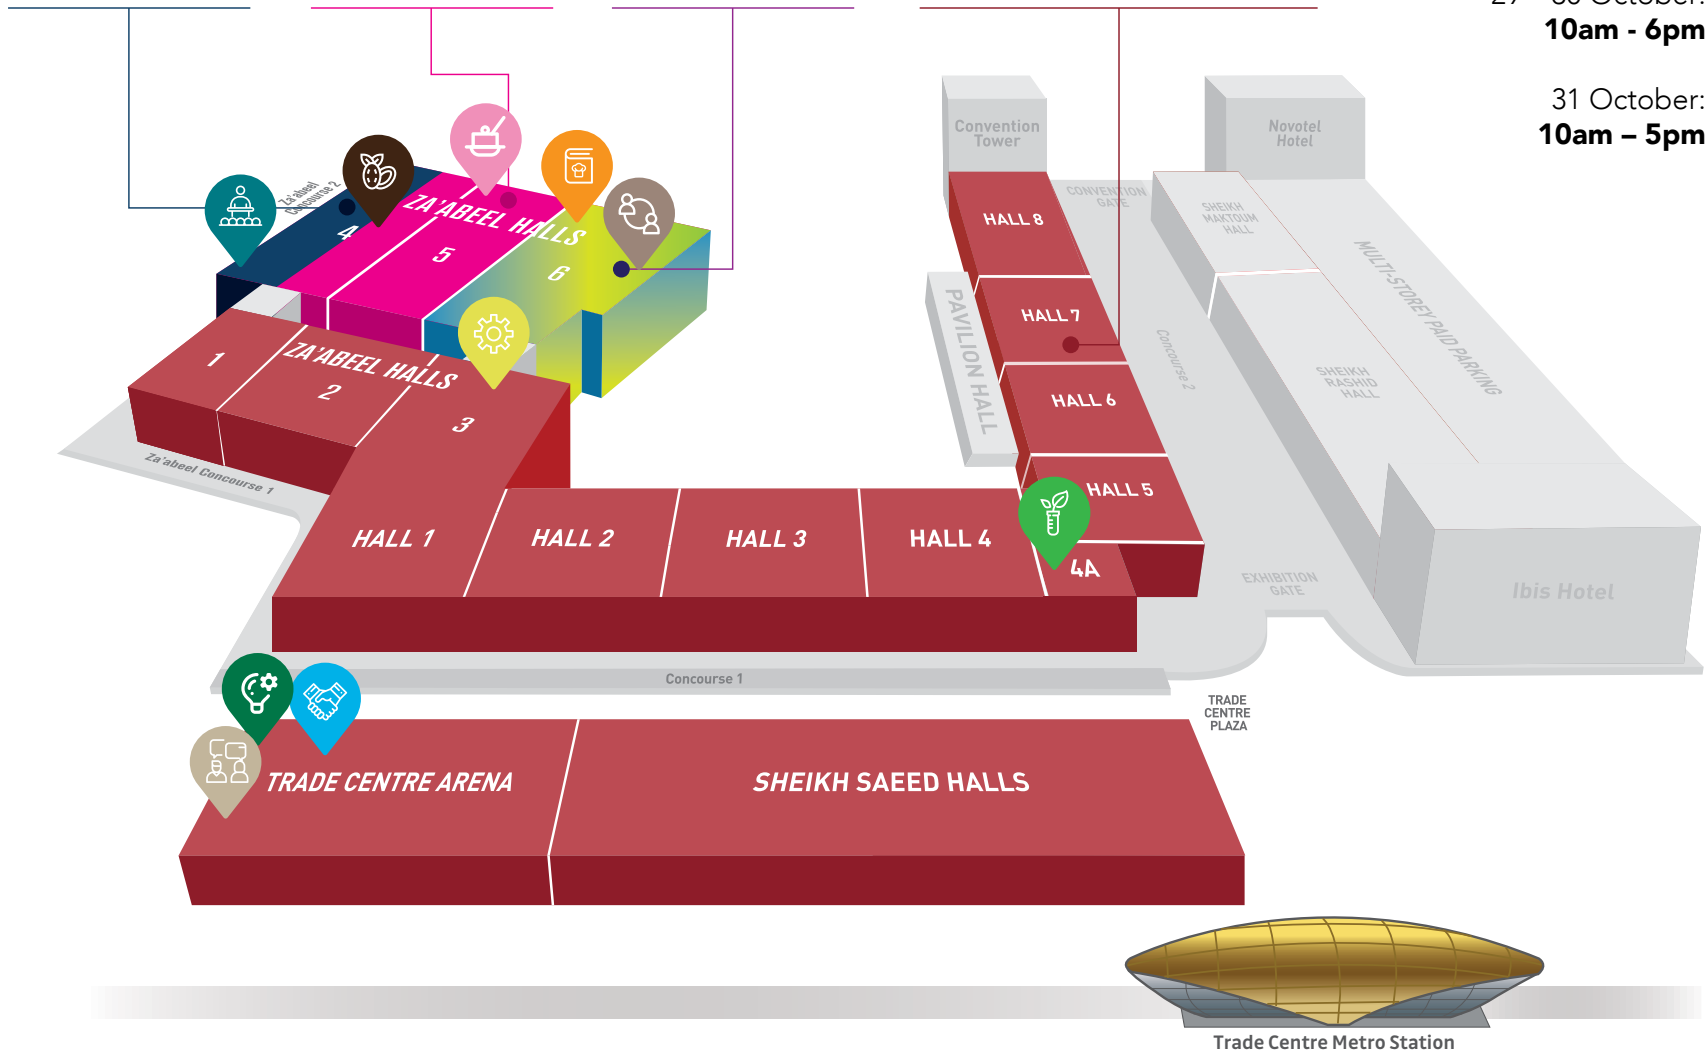 10am - 6pm
31 October:
10am – 5pm
Convention
Tower
Novotel
Hotel
Za'abeel
Concourse 2
CONVENTION
GATE
ZA'ABEEL HALLS
4
5
6
HALL 8
SHEIKH
MAKTOUM
HALL
MULTI-STOREY PAID PARKING
PAVILION HALL
HALL 7
Concourse 2
ZA'ABEEL HALLS
1
2
3
HALL 6
SHEIKH
RASHID
HALL
Za'abeel Concourse 1
HALL 5
HALL 1
HALL 2
HALL 3
HALL 4
4A
EXHIBITION
GATE
Ibis Hotel
Concourse 1
TRADE
CENTRE
PLAZA
TRADE CENTRE ARENA
SHEIKH SAEED HALLS
Trade Centre Metro Station